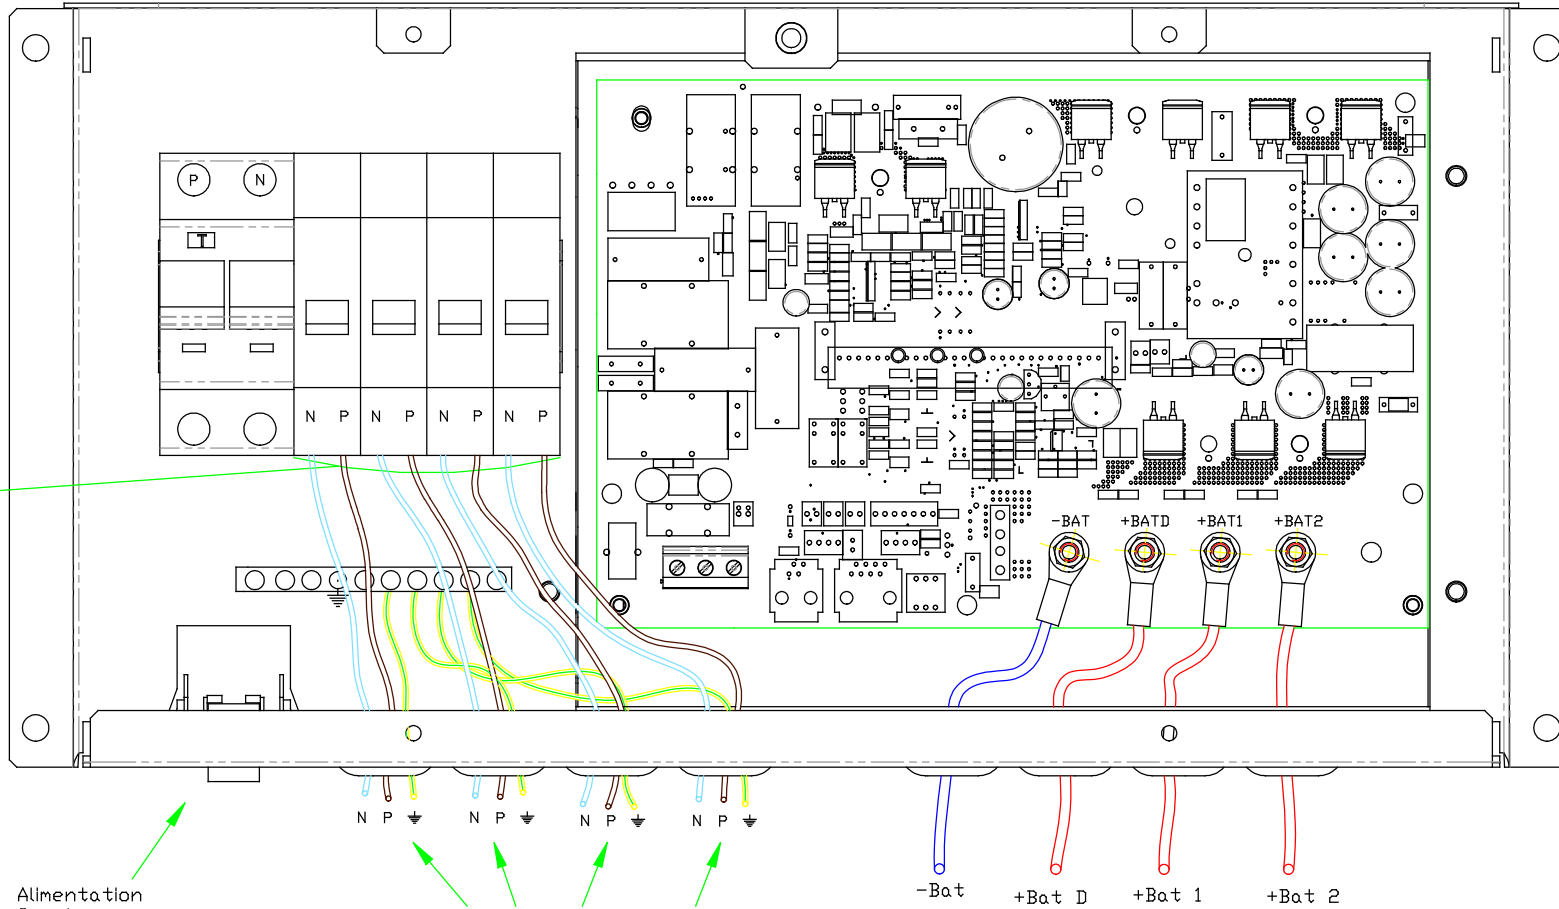 P N
T
N P N P N P N P
-BAT +BATD +BAT1 +BAT2
N P N P N P N P
-Bat +Bat D +Bat 1 +Bat 2
Alimentation